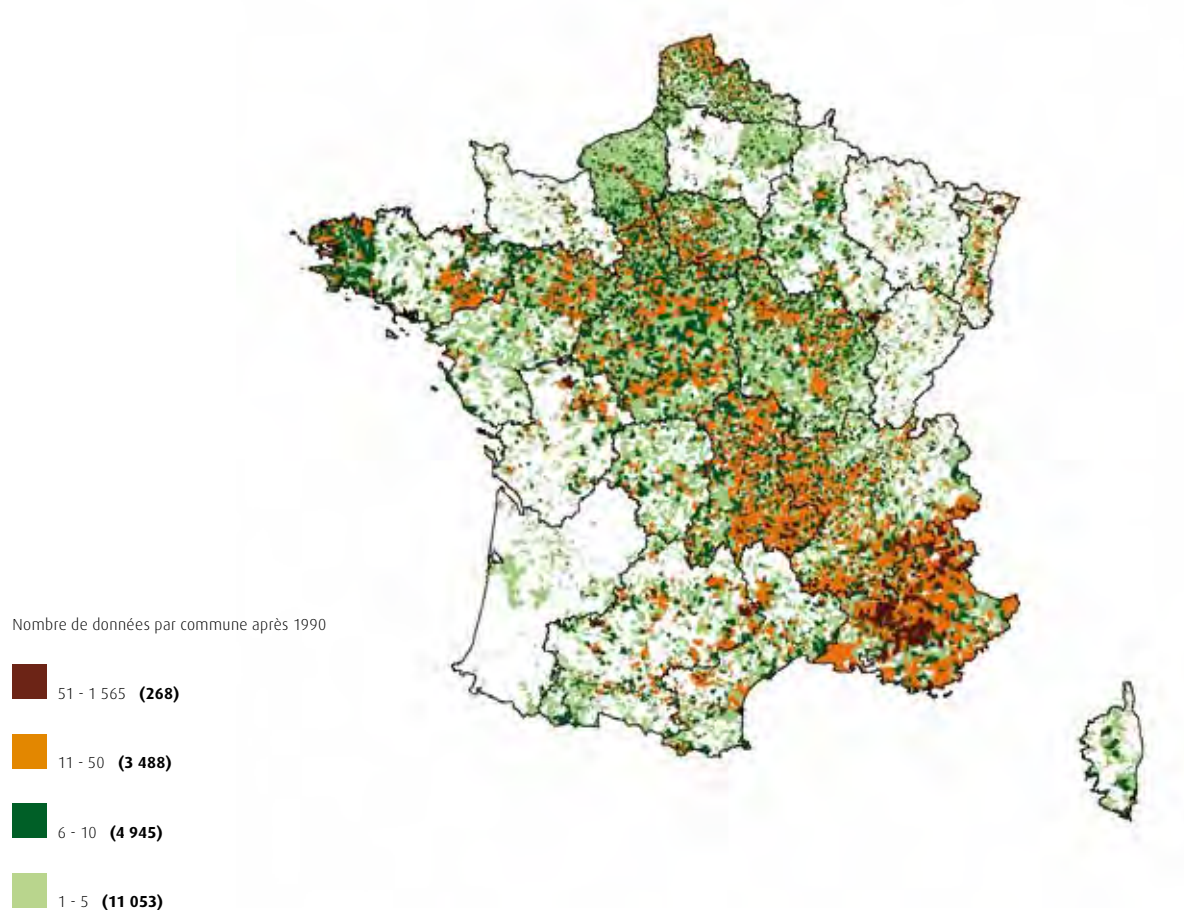 Nombre de données par commune après 1990
51 - 1 565 (268)
11 - 50 (3 488)
6 - 10 (4 945)
1 - 5 (11 053)